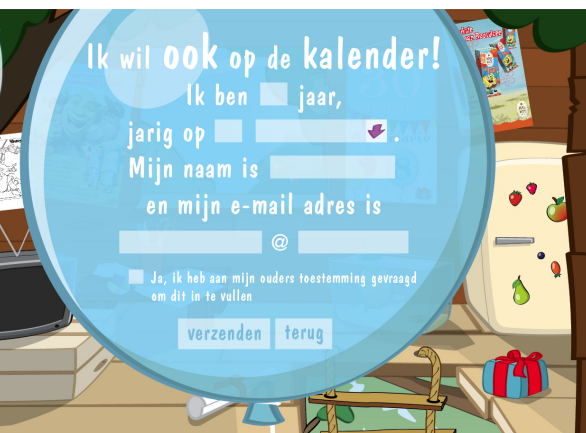 Ik wil ook op de kalender!
Ik ben jaar,
jarig op .
Mijn naam is
en mijn e-mail adres is
@
Ja, ik heb aan mijn ouders toestemming gevraagd
om dit in te vullen
verzenden terug